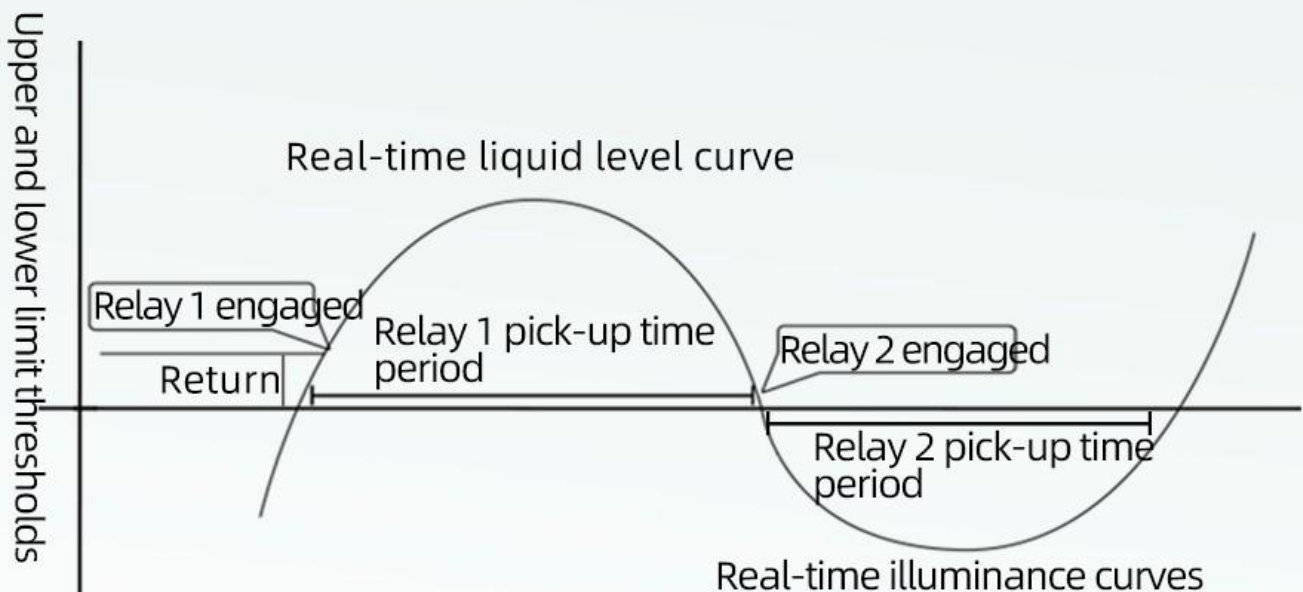 Upper and lower limit thresholds
Real-time liquid level curve
Relay 1 engaged
Relay 1 pick-up time
period
Relay 2 engaged
Return
Relay 2 pick-up time
period
Real-time illuminance curves